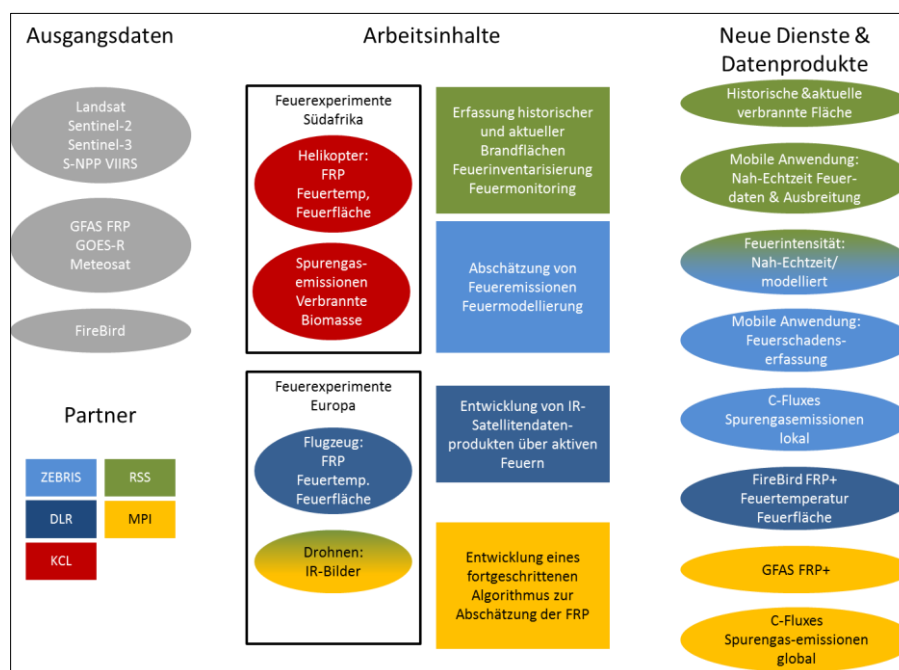 Ausgangsdaten
Landsat
Sentinel-2
Sentinel-3
S-NPP VIIRS
GFAS FRP
GOES-R
Meteosat
FireBird
Partner
ZEBRIS
RSS
DLR
MPI
KCL
Arbeitsinhalte
Feuerexperimente
Südafrika
Helikopter:
FRP
Feuertemp,
Feuerfläche
Spurengas-
emissionen
Verbrannte
Biomasse
Feuerexperimente
Europa
Flugzeug:
FRP
Feuertemp.
Feuerfläche
Drohnen:
IR-Bilder
Erfassung historischer
und aktueller
Brandflächen
Feuerinventarisierung
Feuermonitoring
Abschätzung von
Feueremissionen
Feuermodellierung
Entwicklung von IR-
Satellitendaten-
produkten über aktiven
Feuern
Entwicklung eines
fortgeschrittenen
Algorithmus zur
Abschätzung der FRP
Neue Dienste &
Datenprodukte
Historische &aktuelle
verbrannte Fläche
Mobile Anwendung:
Nah-Echtzeit Feuer-
daten & Ausbreitung
Feuerintensität:
Nah-Echtzeit/
modelliert
Mobile Anwendung:
Feuerschadens-
erfassung
C-Fluxes
Spurengasemissionen
lokal
FireBird FRP+
Feuertemperatur
Feuerfläche
GFAS FRP+
C-Fluxes
Spurengas-emissionen
global